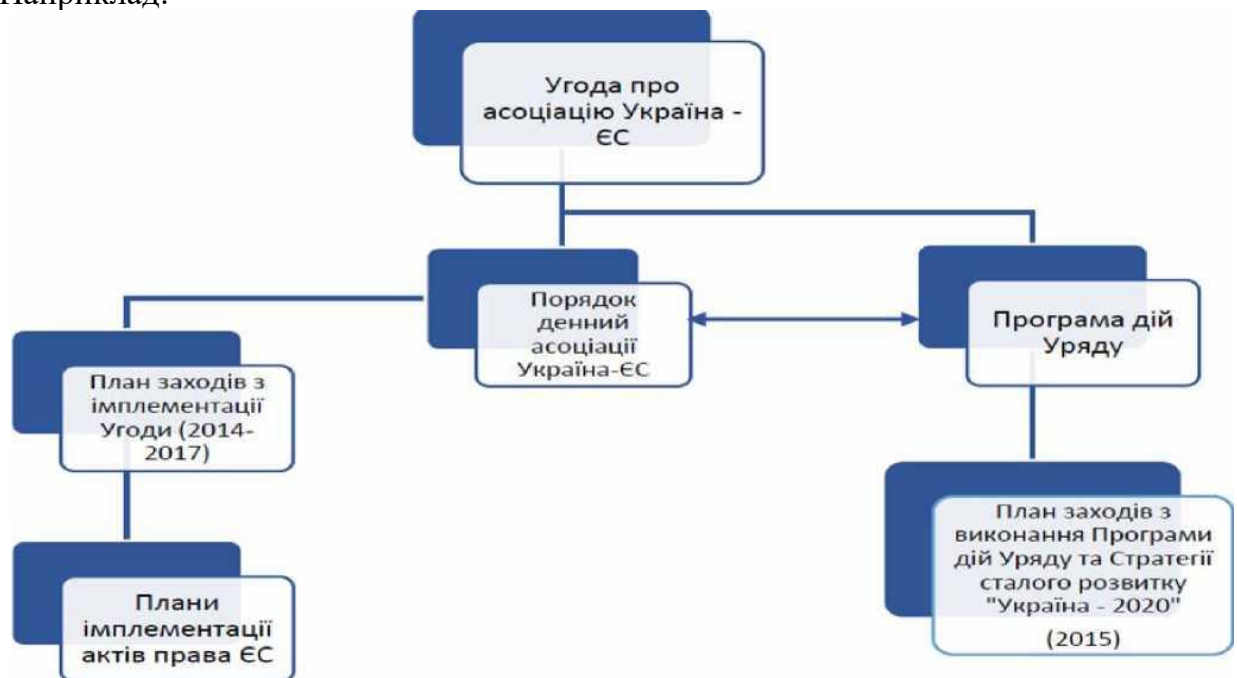 Наприклад:
Угода про
асоціацію Україна -
ЄС
Порядок
денний
асоціації
Україна-ЄС
Програма дій
Уряду
План заходів з
імплементації
Угоди (2014-
2017)
План заходів з
виконання Програми
дій Уряду та Стратегії
сталого розвитку
"Україна - 2020"
(2015)
Плани
імплементації
актів права ЄС